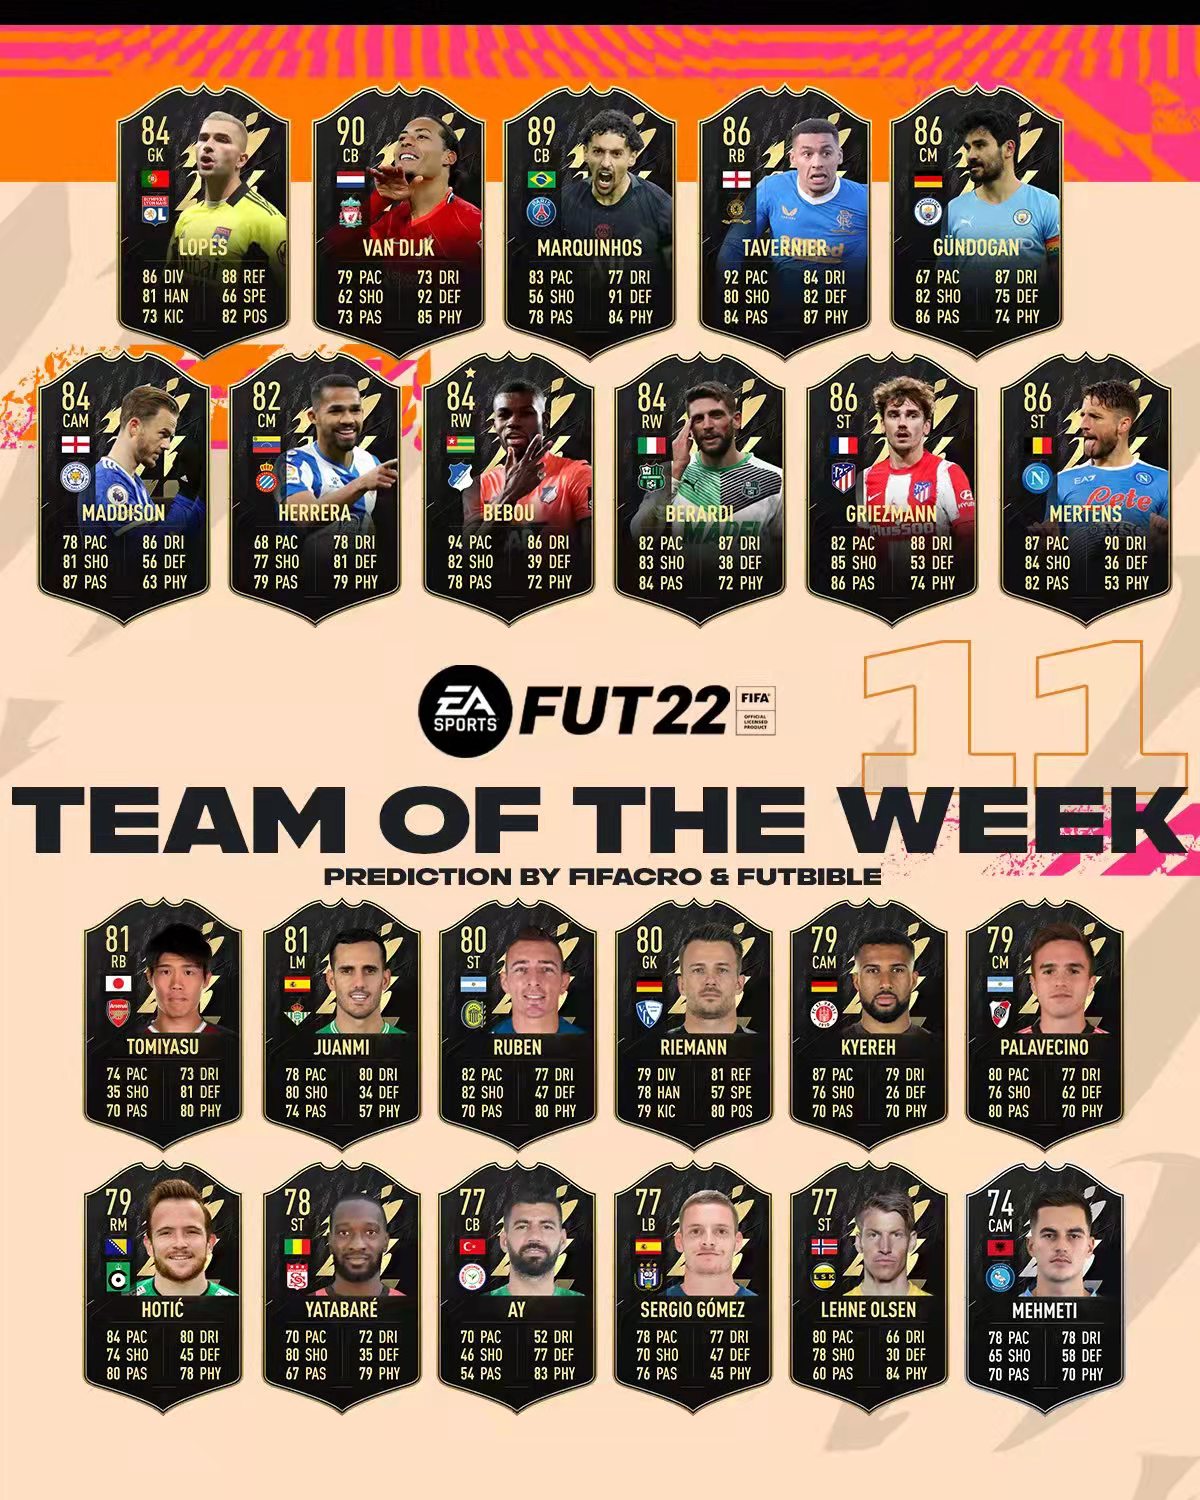 84 GK
LOPES
86 DIV 88 REF
81 HAN 66 SPE
73 KIC 82 POS
90 CB
VAN DIJK
79 PAC 73 DRI
62 SHO 92 DEF
73 PAS 85 PHY
89 CB
MARQUINHOS
83 PAC 77 DRI
56 SHO 91 DEF
78 PAS 84 PHY
86 RB
TAVERNIER
92 PAC 84 DRI
80 SHO 82 DEF
84 PAS 87 PHY
86 CM
GÜNDOGAN
67 PAC 87 DRI
82 SHO 75 DEF
86 PAS 74 PHY
84 CAM
MADDISON
78 PAC 86 DRI
81 SHO 56 DEF
87 PAS 63 PHY
82 CM
HERRERA
68 PAC 78 DRI
77 SHO 81 DEF
79 PAS 79 PHY
84 RW
BEBOU
94 PAC 86 DRI
82 SHO 39 DEF
78 PAS 72 PHY
84 RW
BERARDI
82 PAC 87 DRI
83 SHO 38 DEF
84 PAS 72 PHY
86 ST
GRIEZMANN
82 PAC 88 DRI
85 SHO 53 DEF
86 PAS 74 PHY
86 ST
MERTENS
87 PAC 90 DRI
84 SHO 36 DEF
82 PAS 53 PHY
EA SPORTS FUT22 FIFA OFFICIAL LICENSED PRODUCT
11
TEAM OF THE WEEK
PREDICTION BY FIFACRO & FUTBIBLE
81 RB
TOMIYASU
74 PAC 73 DRI
35 SHO 81 DEF
70 PAS 80 PHY
81 LM
JUANMI
78 PAC 80 DRI
80 SHO 34 DEF
74 PAS 57 PHY
80 ST
RUBEN
82 PAC 77 DRI
82 SHO 47 DEF
70 PAS 80 PHY
80 GK
RIEMANN
79 DIV 81 REF
78 HAN 57 SPE
79 KIC 80 POS
79 CAM
KYEREH
87 PAC 79 DRI
76 SHO 26 DEF
70 PAS 70 PHY
79 CM
PALAVECINO
80 PAC 77 DRI
76 SHO 62 DEF
80 PAS 70 PHY
79 RM
HOTIĆ
84 PAC 80 DRI
74 SHO 45 DEF
80 PAS 78 PHY
78 ST
YATABARÉ
70 PAC 72 DRI
80 SHO 35 DEF
67 PAS 79 PHY
77 CB
AY
70 PAC 52 DRI
46 SHO 77 DEF
54 PAS 83 PHY
77 LB
SERGIO GÓMEZ
78 PAC 77 DRI
70 SHO 47 DEF
76 PAS 45 PHY
77 ST
LSK
LEHNE OLSEN
80 PAC 66 DRI
78 SHO 30 DEF
60 PAS 84 PHY
74 CAM
MEHMETI
78 PAC 78 DRI
65 SHO 58 DEF
70 PAS 70 PHY